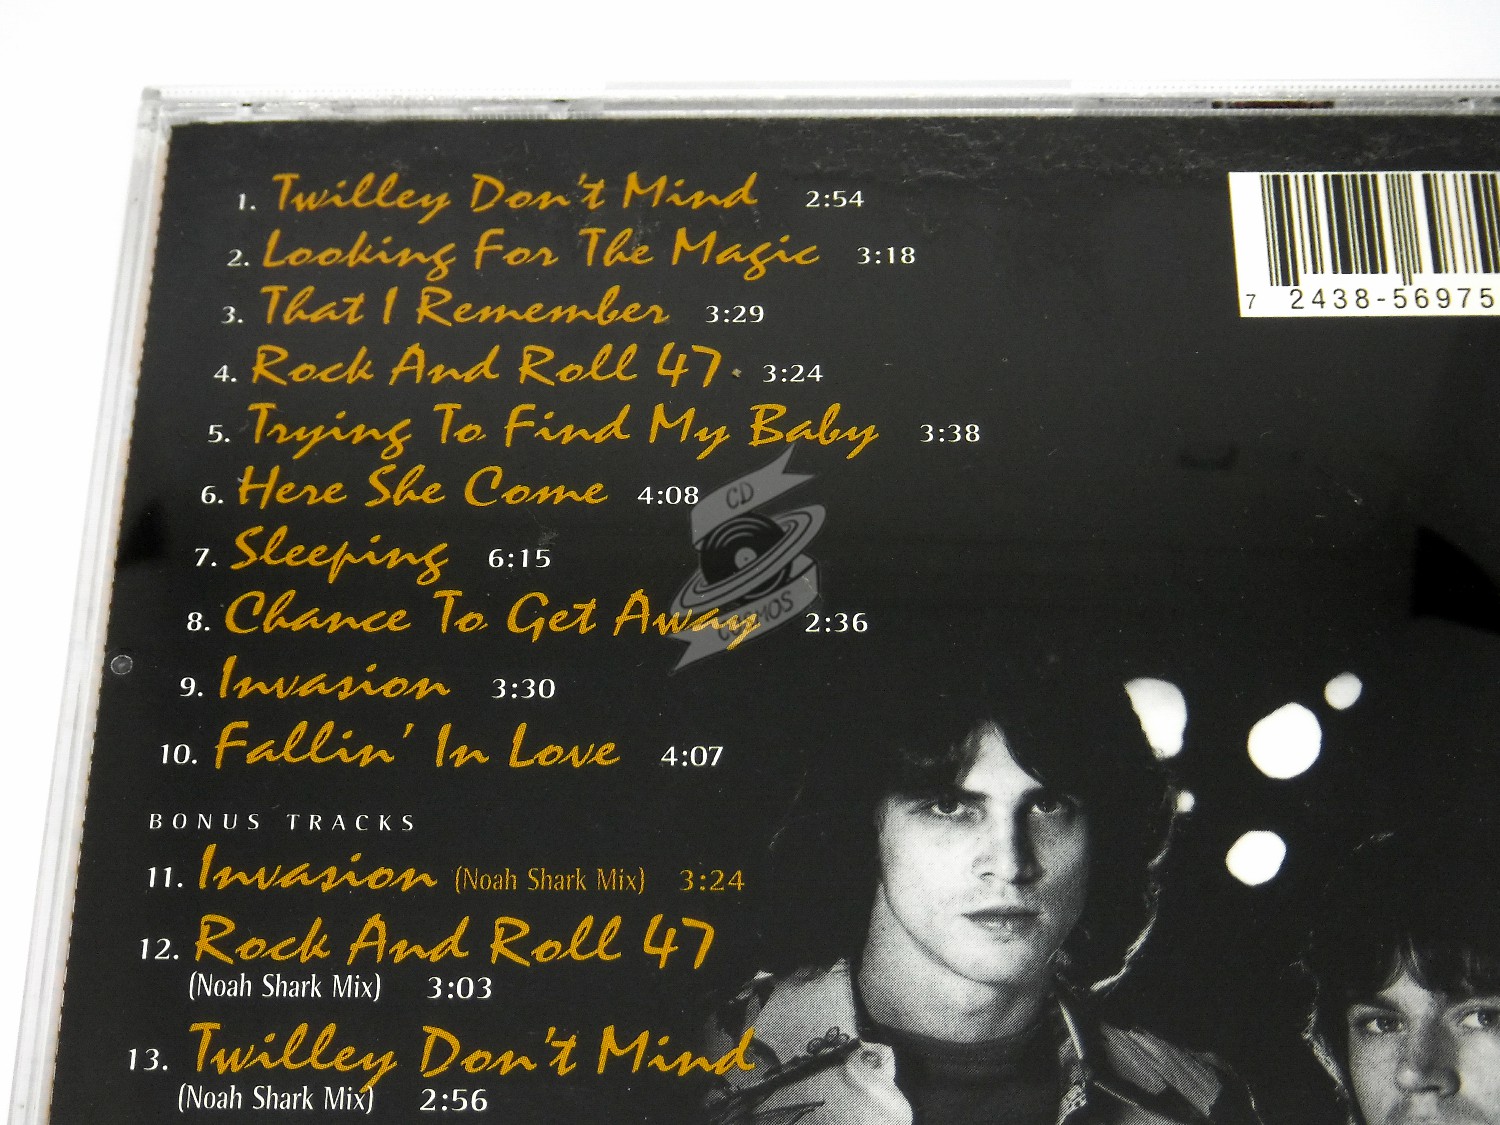 1. Twilley Don't Mind 2:54
2. Looking For The Magic 3:18
3. That I Remember 3:29
4. Rock And Roll 47 3:24
5. Trying To Find My Baby 3:38
6. Here She Come 4:08
7. Sleeping 6:15
8. Chance To Get Away 2:36
9. Invasion 3:30
10. Fallin' In Love 4:07
BONUS TRACKS
11. Invasion (Noah Shark Mix) 3:24
12. Rock And Roll 47
(Noah Shark Mix) 3:03
13. Twilley Don't Mind
(Noah Shark Mix) 2:56
7 2438-56975
CD
COSMOS